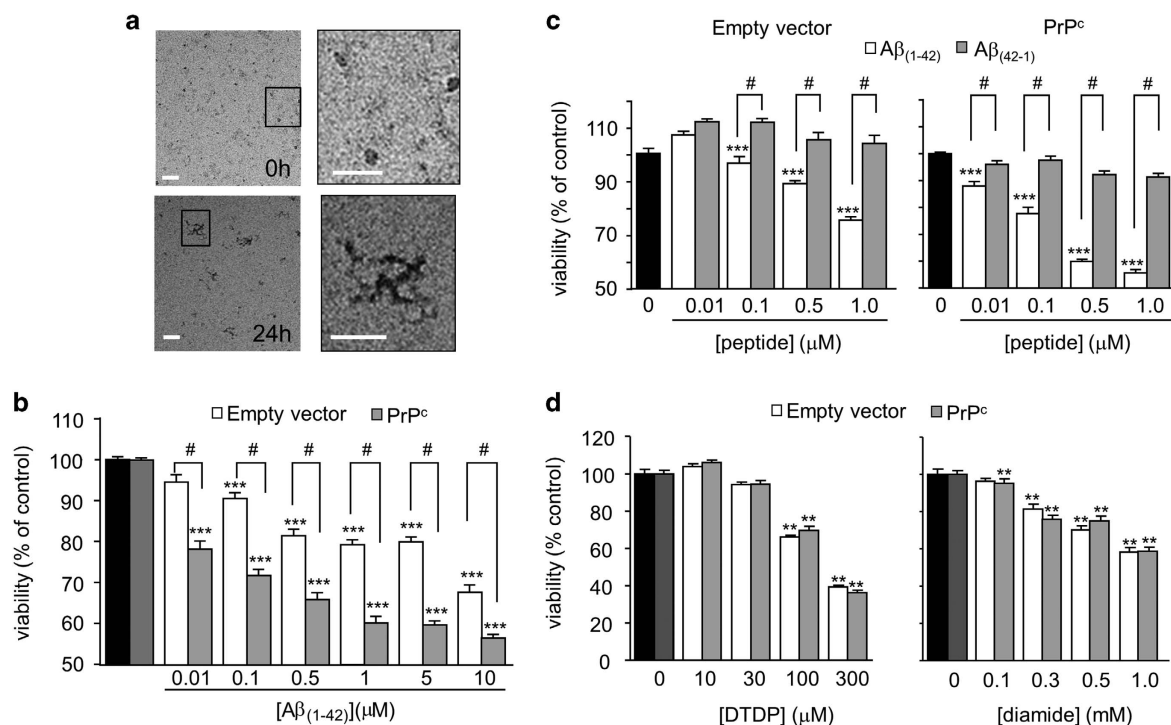 a
0h
24h
b
Empty vector PrPᶜ
viability (% of control)
110
100
90
80
70
60
50
# # # # # #
***
***
***
***
***
***
***
***
***
***
***
0.01 0.1 0.5 1 5 10
[Aβ(1-42)](μM)
c
Empty vector PrPᶜ
Aβ(1-42) Aβ(42-1)
viability (% of control)
110
90
70
50
# # #
***
***
***
0 0.01 0.1 0.5 1.0
[peptide] (μM)
# # # #
***
***
***
***
0 0.01 0.1 0.5 1.0
[peptide] (μM)
d
Empty vector PrPᶜ
viability (% control)
120
100
80
60
40
20
0
** **
** **
0 10 30 100 300
[DTDP] (μM)
**
** **
** **
** **
0 0.1 0.3 0.5 1.0
[diamide] (mM)